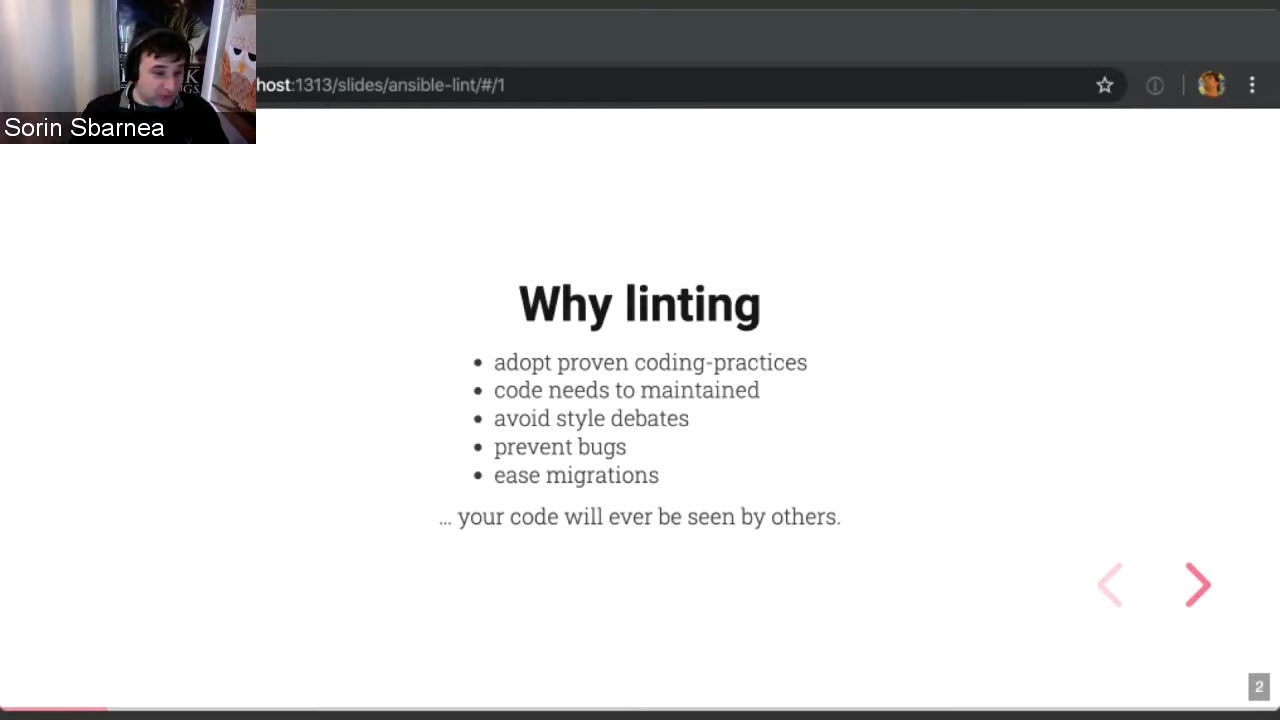 host:1313/slides/ansible-lint/#/1
Sorin Sbarnea
Why linting
• adopt proven coding-practices
• code needs to maintained
• avoid style debates
• prevent bugs
• ease migrations
... your code will ever be seen by others.
2